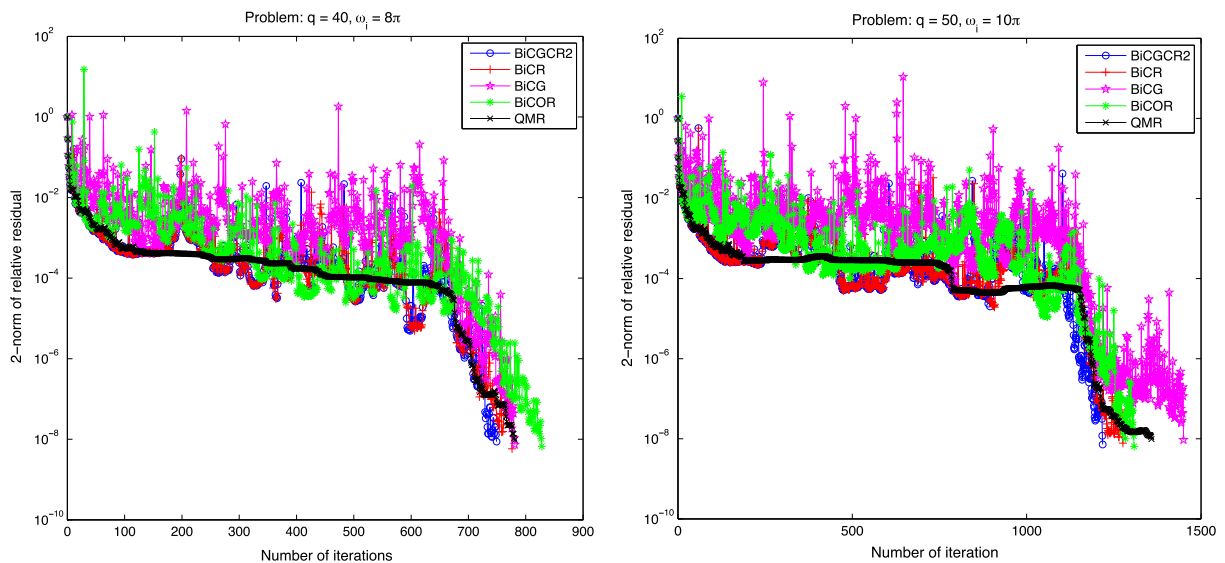 Problem: q = 40, ωi = 8π
10^2
10^0
10^−2
10^−4
10^−6
10^−8
10^−10
2−norm of relative residual
0 100 200 300 400 500 600 700 800 900
Number of iterations
BiCGCR2
BiCR
BiCG
BiCOR
QMR
Problem: q = 50, ωi = 10π
10^2
10^0
10^−2
10^−4
10^−6
10^−8
10^−10
2−norm of relative residual
0 500 1000 1500
Number of iteration
BiCGCR2
BiCR
BiCG
BiCOR
QMR